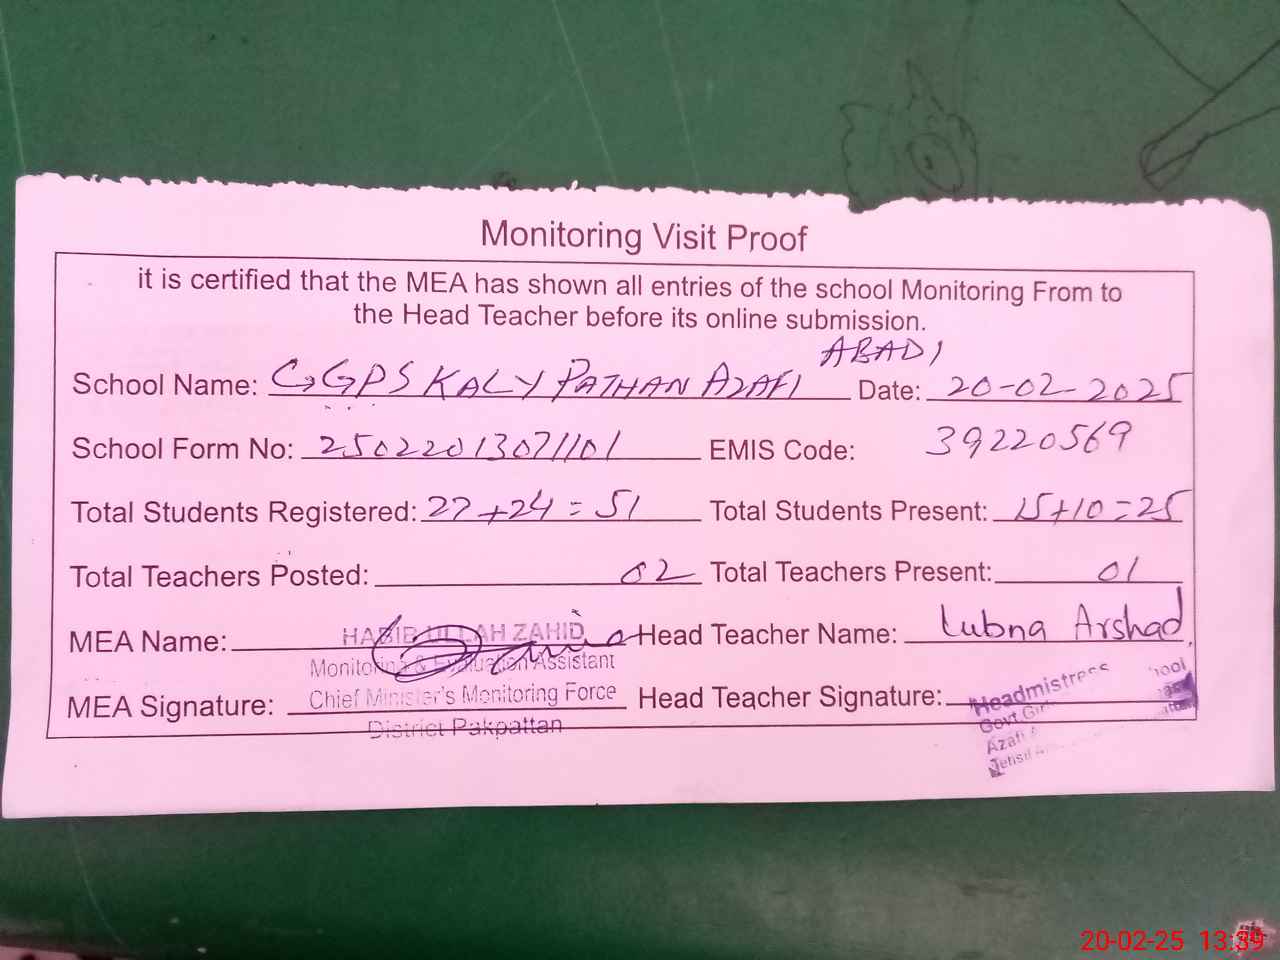 Monitoring Visit Proof
it is certified that the MEA has shown all entries of the school Monitoring From to
the Head Teacher before its online submission.
School Name: GGPS KALY PATHAN AZAFI ABADI Date: 20-02-2025
School Form No: 25022013071101 EMIS Code: 39220569
Total Students Registered: 27+24=51 Total Students Present: 15+10=25
Total Teachers Posted: 02 Total Teachers Present: 01
MEA Name: HABIB ULLAH ZAHID Head Teacher Name: Lubna Arshad
Monitoring & Evaluation Assistant
MEA Signature: Chief Minister's Monitoring Force Head Teacher Signature:
District Pakpattan
Headmistress
Govt School
Azafi
Tehsil
20-02-25 13:39